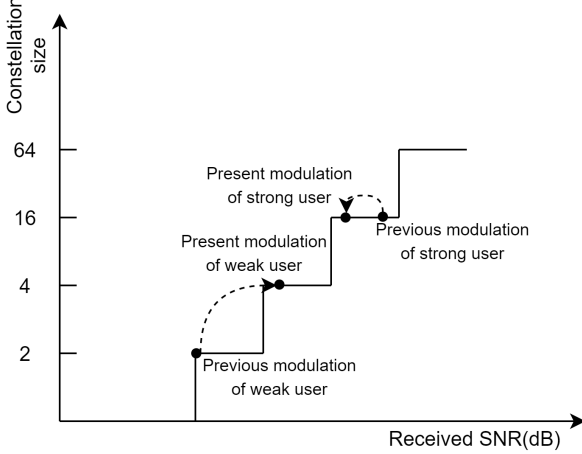 Constellation
size
64
Present modulation
of strong user
16
Previous modulation
of strong user
Present modulation
of weak user
4
2
Previous modulation
of weak user
Received SNR(dB)